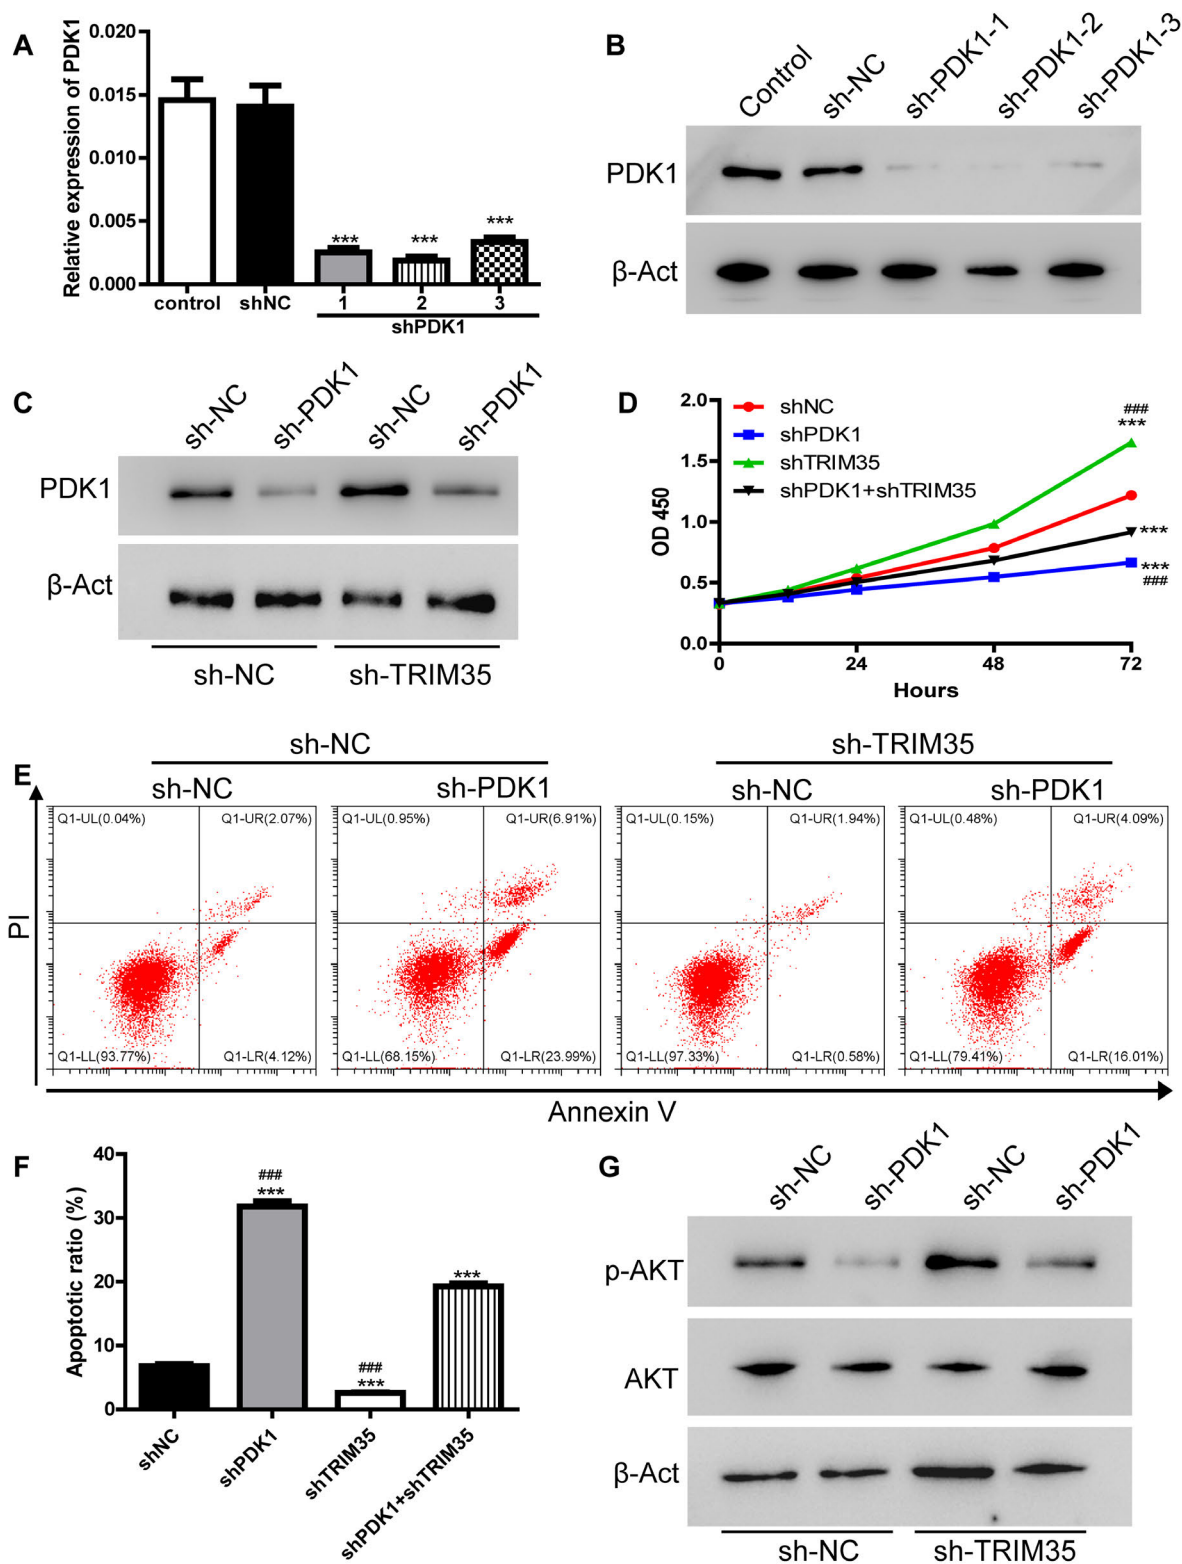 A
Relative expression of PDK1
0.020
0.015
0.010
0.005
0.000
***
***
***
control
shNC
1
2
3
shPDK1
B
Control
sh-NC
sh-PDK1-1
sh-PDK1-2
sh-PDK1-3
PDK1
β-Act
C
sh-NC
sh-PDK1
sh-NC
sh-PDK1
PDK1
β-Act
sh-NC
sh-TRIM35
D
OD 450
2.0
1.5
1.0
0.5
0.0
shNC
shPDK1
shTRIM35
shPDK1+shTRIM35
###
***
***
***
###
0
24
48
72
Hours
E
sh-NC
sh-TRIM35
sh-NC
sh-PDK1
sh-NC
sh-PDK1
PI
Q1-UL(0.04%)
Q1-UR(2.07%)
Q1-LL(93.77%)
Q1-LR(4.12%)
Q1-UL(0.95%)
Q1-UR(6.91%)
Q1-LL(68.15%)
Q1-LR(23.99%)
Q1-UL(0.15%)
Q1-UR(1.94%)
Q1-LL(97.33%)
Q1-LR(0.58%)
Q1-UL(0.48%)
Q1-UR(4.09%)
Q1-LL(79.41%)
Q1-LR(16.01%)
Annexin V
F
Apoptotic ratio (%)
40
30
20
10
0
###
***
###
***
***
shNC
shPDK1
shTRIM35
shPDK1+shTRIM35
G
sh-NC
sh-PDK1
sh-NC
sh-PDK1
p-AKT
AKT
β-Act
sh-NC
sh-TRIM35